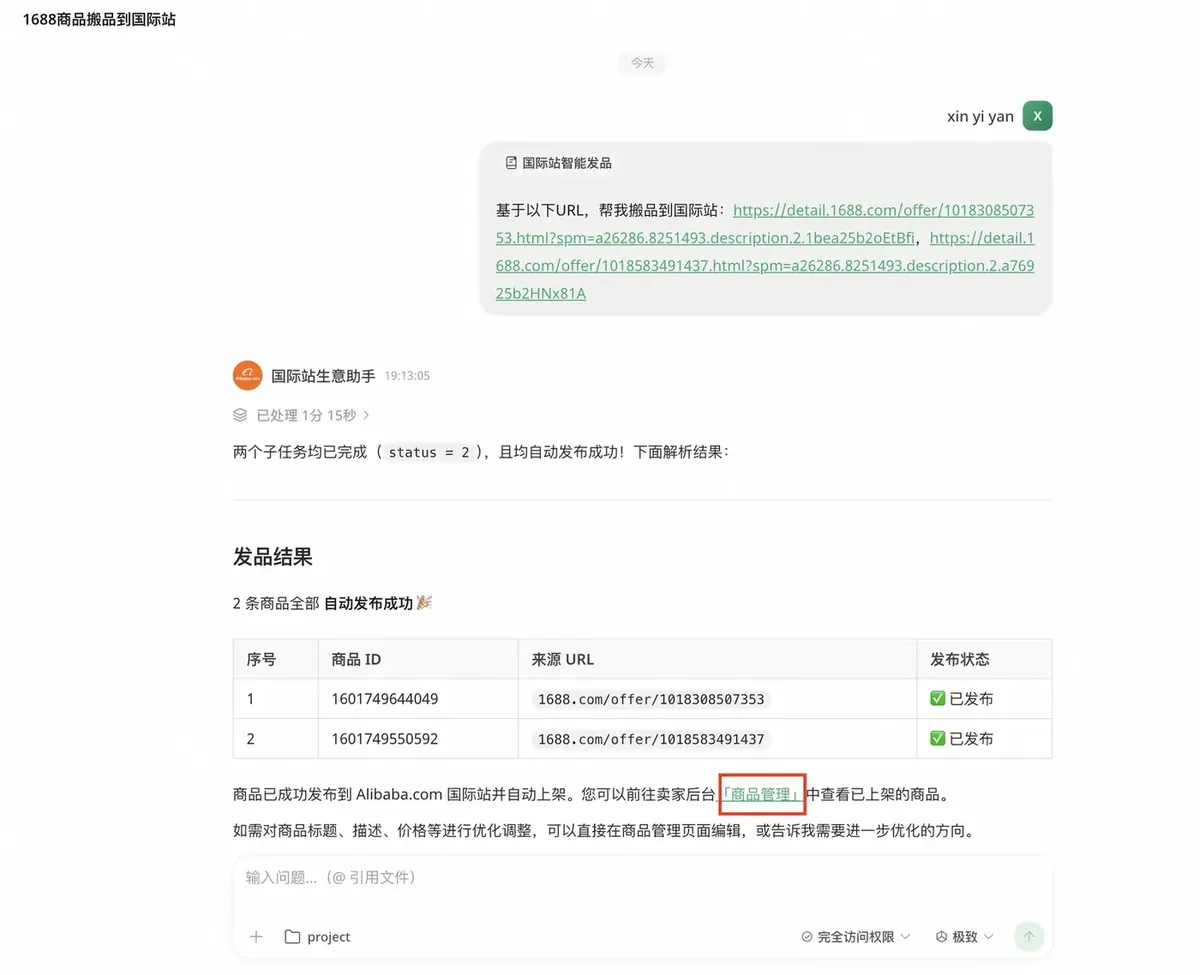 1688商品搬品到国际站
今天
xin yi yan
X
国际站智能发品
基于以下URL，帮我搬品到国际站：https://detail.1688.com/offer/10183085073
53.html?spm=a26286.8251493.description.2.1bea25b2oEtBfi，https://detail.1
688.com/offer/1018583491437.html?spm=a26286.8251493.description.2.a769
25b2HNx81A
国际站生意助手 19:13:05
已处理 1分 15秒 >
两个子任务均已完成（status = 2），且均自动发布成功！下面解析结果：
发品结果
2 条商品全部 自动发布成功🎉
序号 商品 ID 来源 URL 发布状态
1 1601749644049 1688.com/offer/1018308507353 ✅已发布
2 1601749550592 1688.com/offer/1018583491437 ✅已发布
商品已成功发布到 Alibaba.com 国际站并自动上架。您可以前往卖家后台「商品管理」中查看已上架的商品。
如需对商品标题、描述、价格等进行优化调整，可以直接在商品管理页面编辑，或告诉我需要进一步优化的方向。
输入问题...（@ 引用文件）
project 完全访问权限 极致